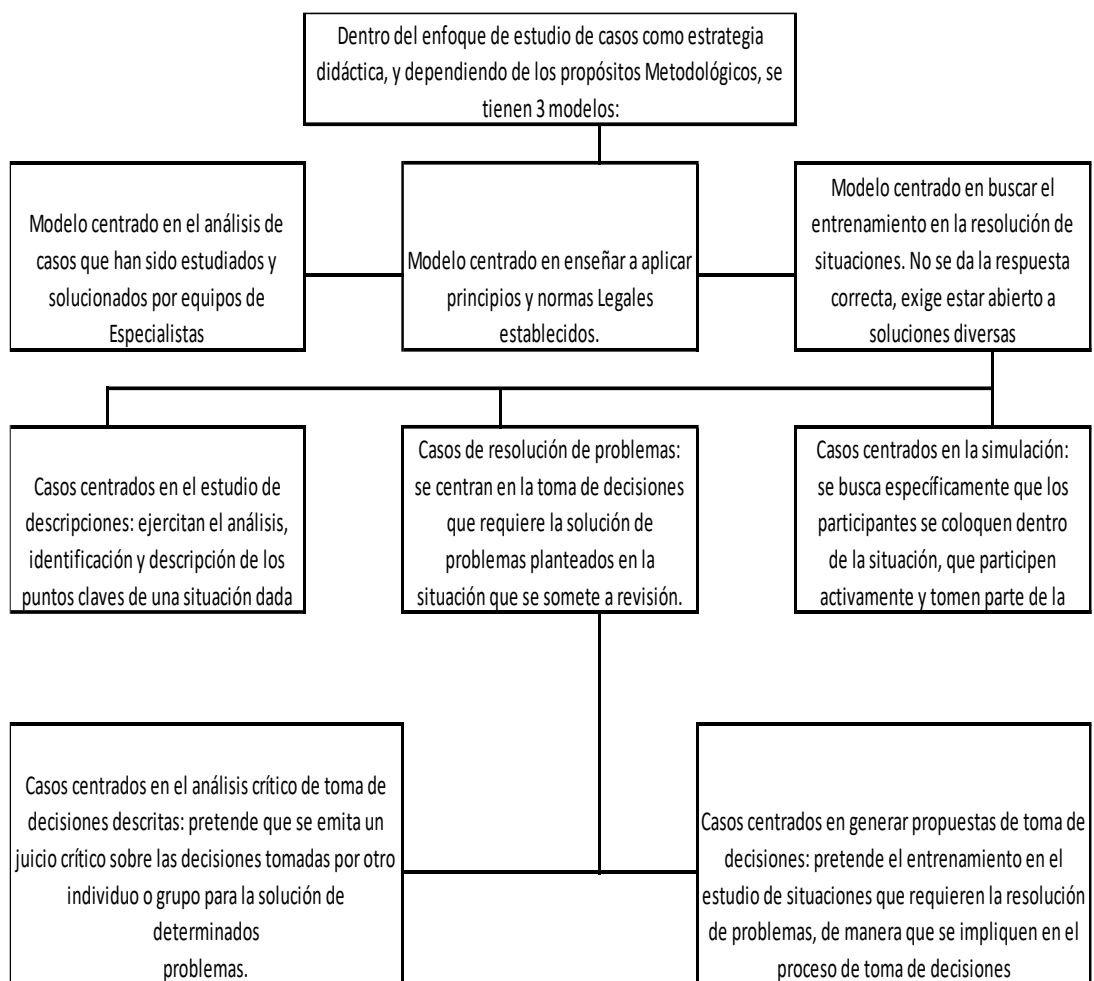 Dentro del enfoque de estudio de casos como estrategia
didáctica, y dependiendo de los propósitos Metodológicos, se
tienen 3 modelos:
Modelo centrado en el análisis de
casos que han sido estudiados y
solucionados por equipos de
Especialistas
Modelo centrado en enseñar a aplicar
principios y normas Legales
establecidos.
Modelo centrado en buscar el
entrenamiento en la resolución de
situaciones. No se da la respuesta
correcta, exige estar abierto a
soluciones diversas
Casos centrados en el estudio de
descripciones: ejercitan el análisis,
identificación y descripción de los
puntos claves de una situación dada
Casos de resolución de problemas:
se centran en la toma de decisiones
que requiere la solución de
problemas planteados en la
situación que se somete a revisión.
Casos centrados en la simulación:
se busca específicamente que los
participantes se coloquen dentro
de la situación, que participen
activamente y tomen parte de la
Casos centrados en el análisis crítico de toma de
decisiones descritas: pretende que se emita un
juicio crítico sobre las decisiones tomadas por otro
individuo o grupo para la solución de
determinados
problemas.
Casos centrados en generar propuestas de toma de
decisiones: pretende el entrenamiento en el
estudio de situaciones que requieren la resolución
de problemas, de manera que se impliquen en el
proceso de toma de decisiones